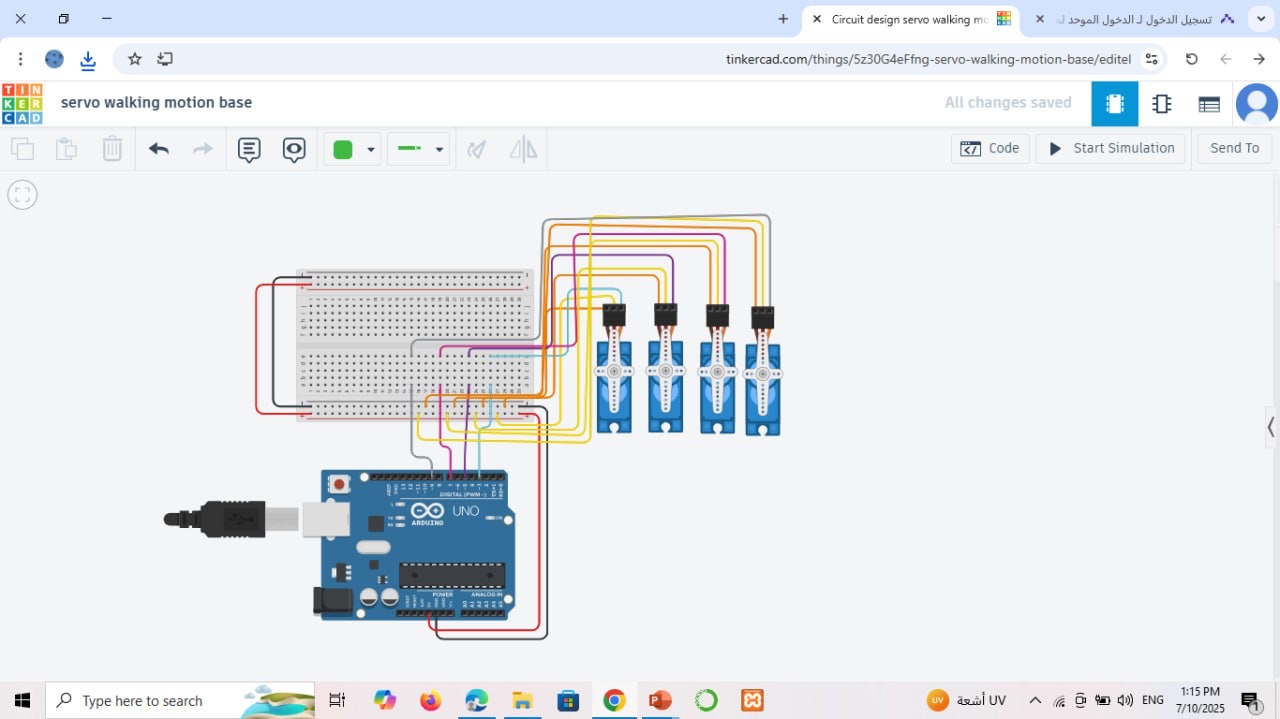 Circuit design servo walking mo
تسجيل الدخول لـ الدخول الموحد لـ
tinkercad.com/things/5z30G4eFfng-servo-walking-motion-base/editel
TIN
KER
CAD
servo walking motion base
All changes saved
Code
Start Simulation
Send To
DIGITAL (PWM~)
UNO
ARDUINO
POWER
ANALOG IN
Type here to search
UV أشعة
ENG
1:15 PM
7/10/2025